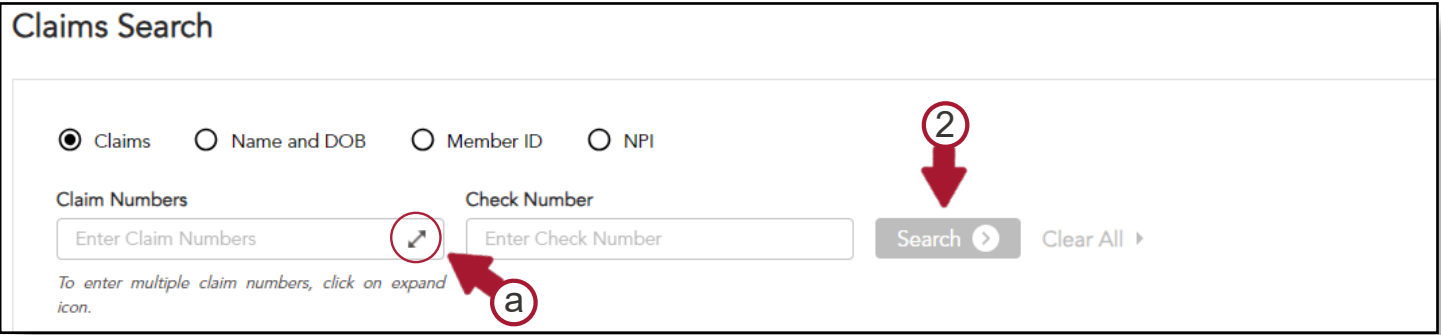 Claims Search
Claims Name and DOB Member ID NPI
2
Claim Numbers Check Number
Enter Claim Numbers Enter Check Number Search Clear All
To enter multiple claim numbers, click on expand
icon.
a